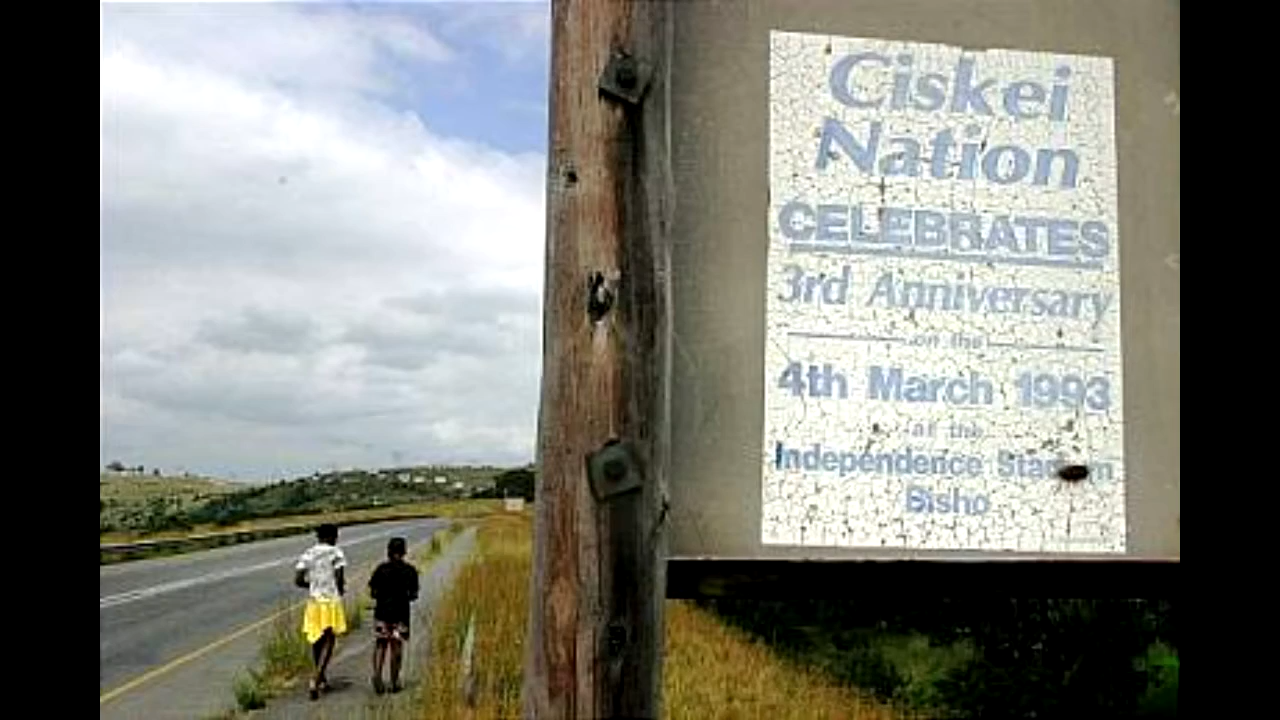 Ciskei
Nation
CELEBRATES
3rd Anniversary
on the
4th March 1993
at the
Independence Stadium
Bisho